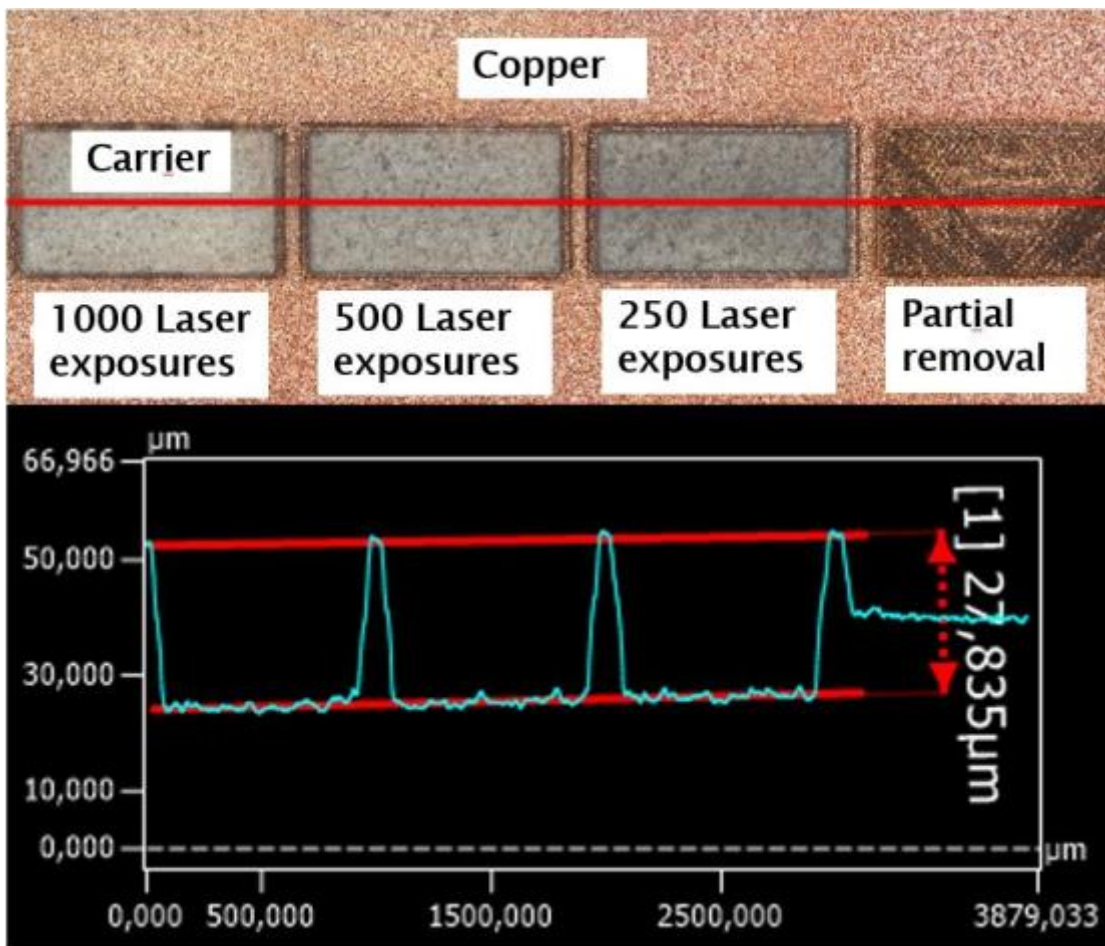 Copper
Carrier
1000 Laser
exposures
500 Laser
exposures
250 Laser
exposures
Partial
removal
µm
66,966
50,000
30,000
10,000
0,000
[1] 27,835µm
µm
0,000
500,000
1500,000
2500,000
3879,033